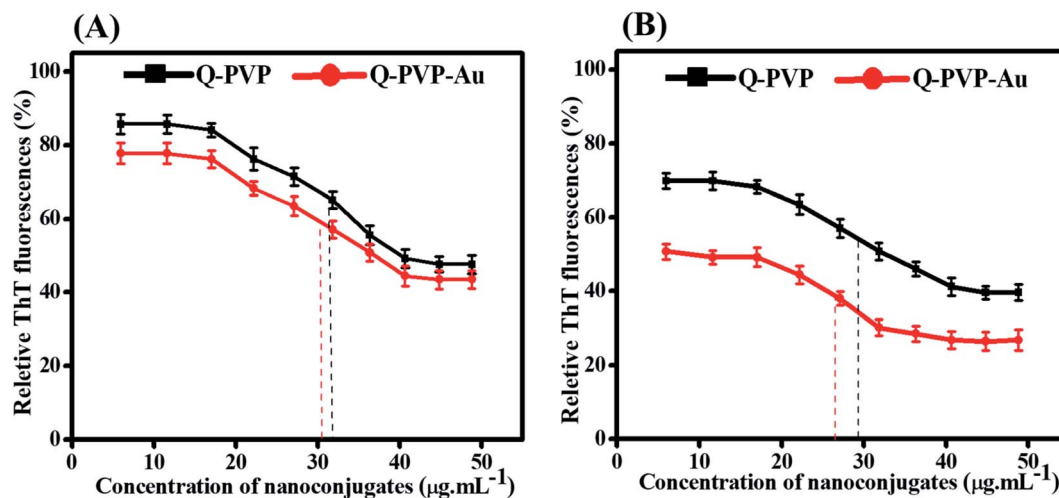 (A)
Q-PVP Q-PVP-Au
Reletive ThT fluorescences (%)
100
80
60
40
20
0
0 10 20 30 40 50
Concentration of nanoconjugates (μg.mL-1)
(B)
Q-PVP Q-PVP-Au
Reletive ThT fluorescences (%)
100
80
60
40
20
0
0 10 20 30 40 50
Concentration of nanoconjugates (μg.mL-1)